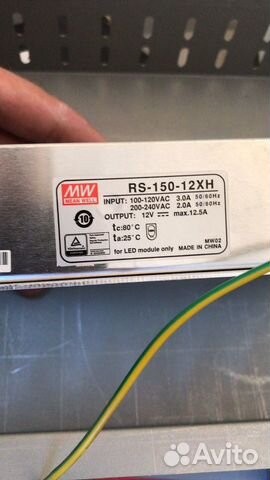 MW
MEAN WELL
RS-150-12XH
INPUT: 100-120VAC 3.0A 50/60Hz
200-240VAC 2.0A 50/60Hz
OUTPUT: 12V max.12.5A
10
tc:80°C
ta:25°C
for LED module only
MW02
MADE IN CHINA
Avito